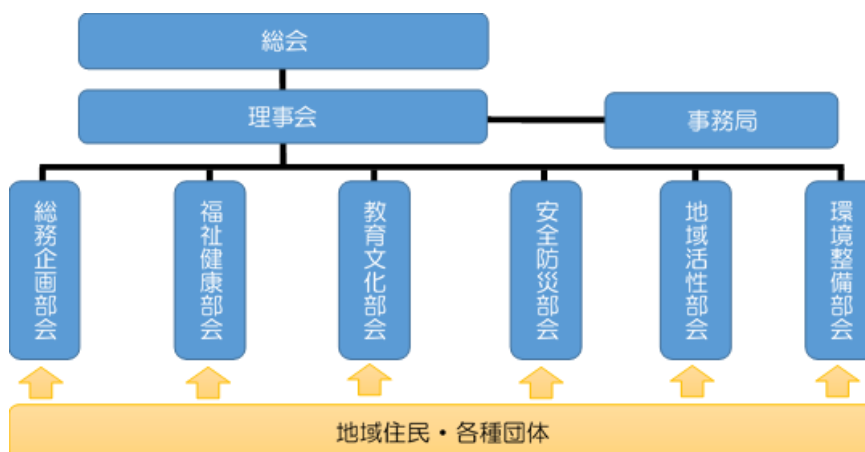 総会
理事会
事務局
総務企画部会
福祉健康部会
教育文化部会
安全防災部会
地域活性部会
環境整備部会
地域住民・各種団体